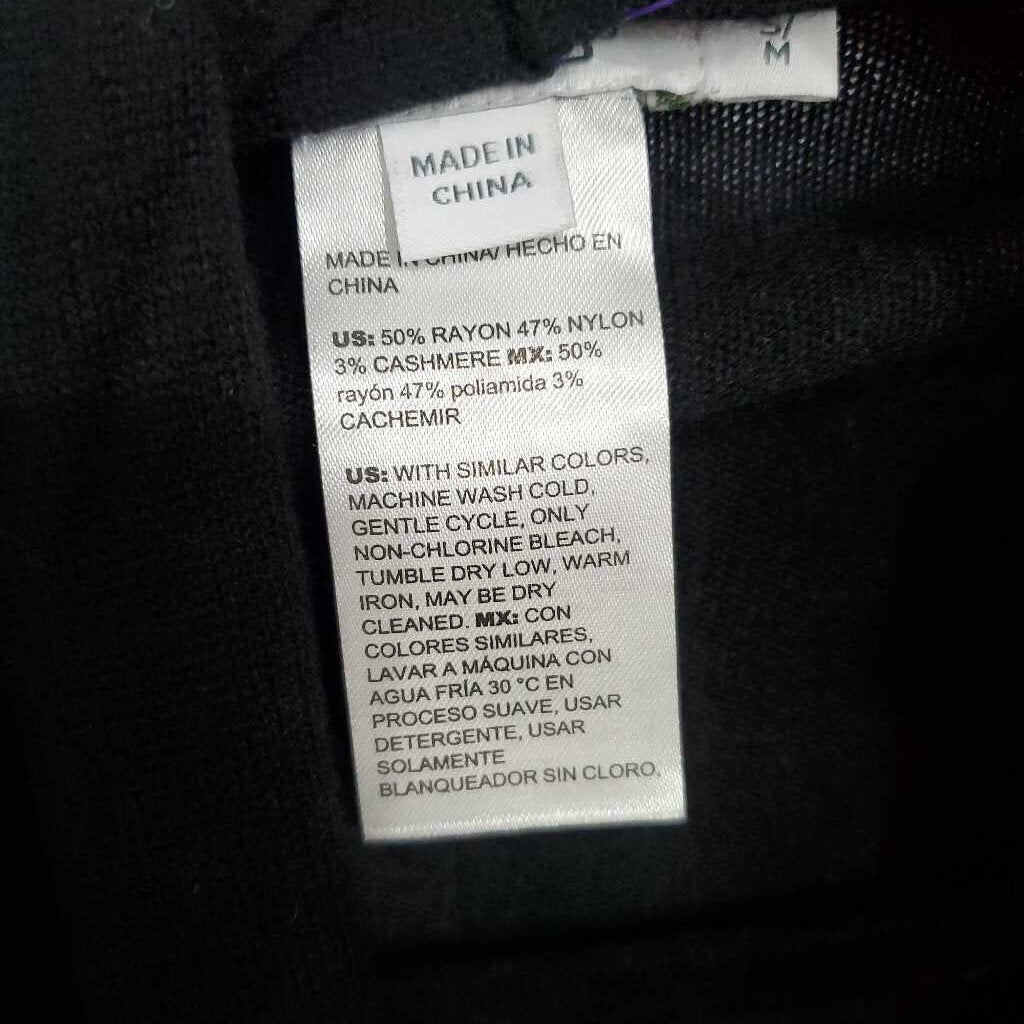 M
MADE IN
CHINA
MADE IN CHINA/ HECHO EN
CHINA
US: 50% RAYON 47% NYLON
3% CASHMERE MX: 50%
rayón 47% poliamida 3%
CACHEMIR
US: WITH SIMILAR COLORS,
MACHINE WASH COLD,
GENTLE CYCLE, ONLY
NON-CHLORINE BLEACH,
TUMBLE DRY LOW, WARM
IRON, MAY BE DRY
CLEANED. MX: CON
COLORES SIMILARES,
LAVAR A MÁQUINA CON
AGUA FRÍA 30 °C EN
PROCESO SUAVE, USAR
DETERGENTE, USAR
SOLAMENTE
BLANQUEADOR SIN CLORO,